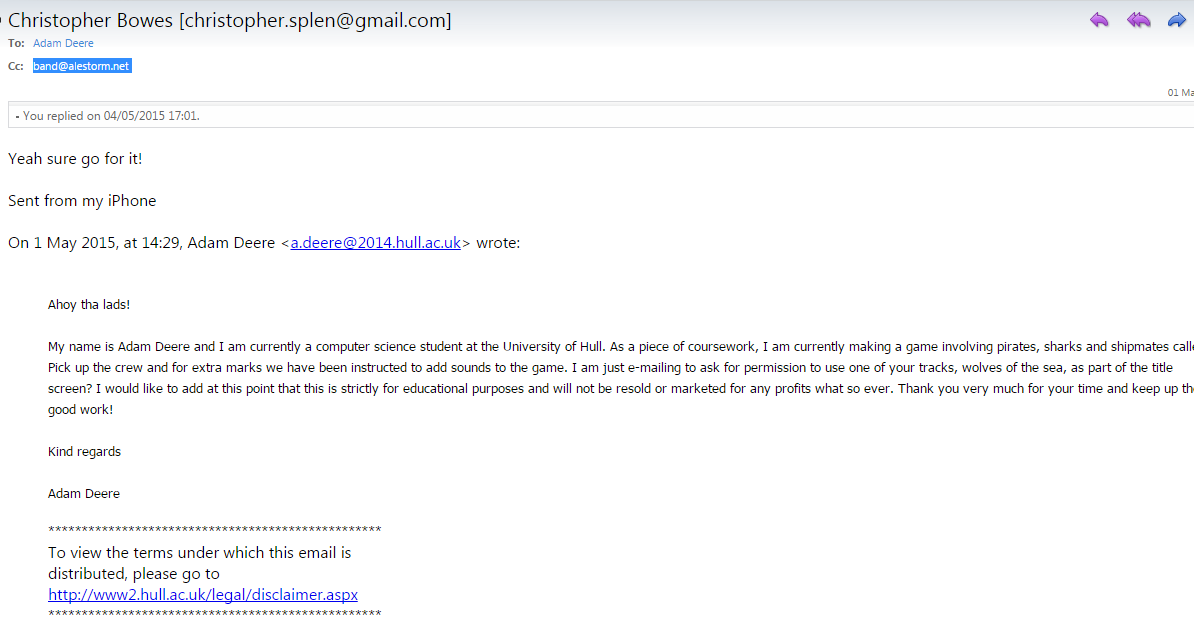 Christopher Bowes [christopher.splen@gmail.com]
To: Adam Deere
Cc: band@alestorm.net
01 Ma
- You replied on 04/05/2015 17:01.
Yeah sure go for it!
Sent from my iPhone
On 1 May 2015, at 14:29, Adam Deere <a.deere@2014.hull.ac.uk> wrote:
Ahoy tha lads!
My name is Adam Deere and I am currently a computer science student at the University of Hull. As a piece of coursework, I am currently making a game involving pirates, sharks and shipmates calle
Pick up the crew and for extra marks we have been instructed to add sounds to the game. I am just e-mailing to ask for permission to use one of your tracks, wolves of the sea, as part of the title
screen? I would like to add at this point that this is strictly for educational purposes and will not be resold or marketed for any profits what so ever. Thank you very much for your time and keep up th
good work!
Kind regards
Adam Deere
**************************************************
To view the terms under which this email is
distributed, please go to
http://www2.hull.ac.uk/legal/disclaimer.aspx
**************************************************